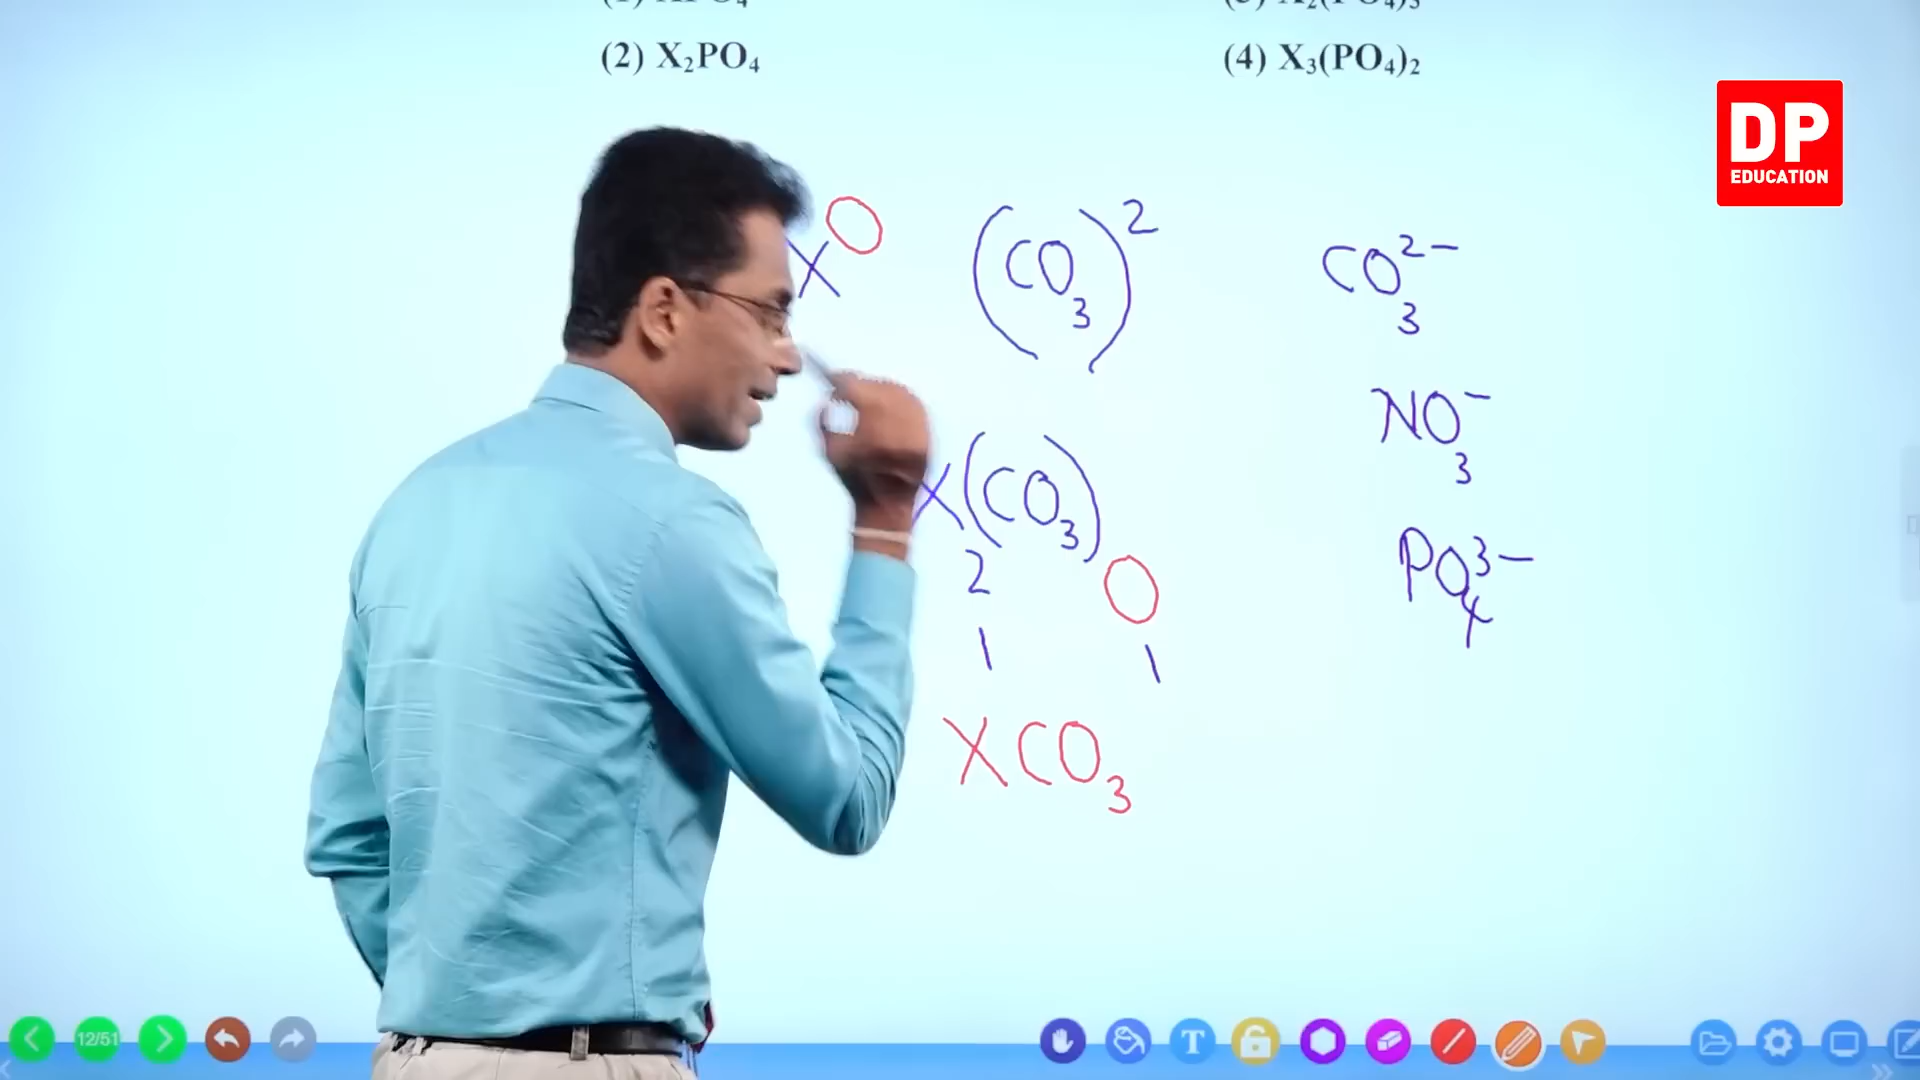 (2) X₂PO₄
(4) X₃(PO₄)₂
DP
EDUCATION
X (CO₃)²
CO₃²⁻
NO₃⁻
X(CO₃)
2
1 1
PO₄³⁻
XCO₃
12/51
T